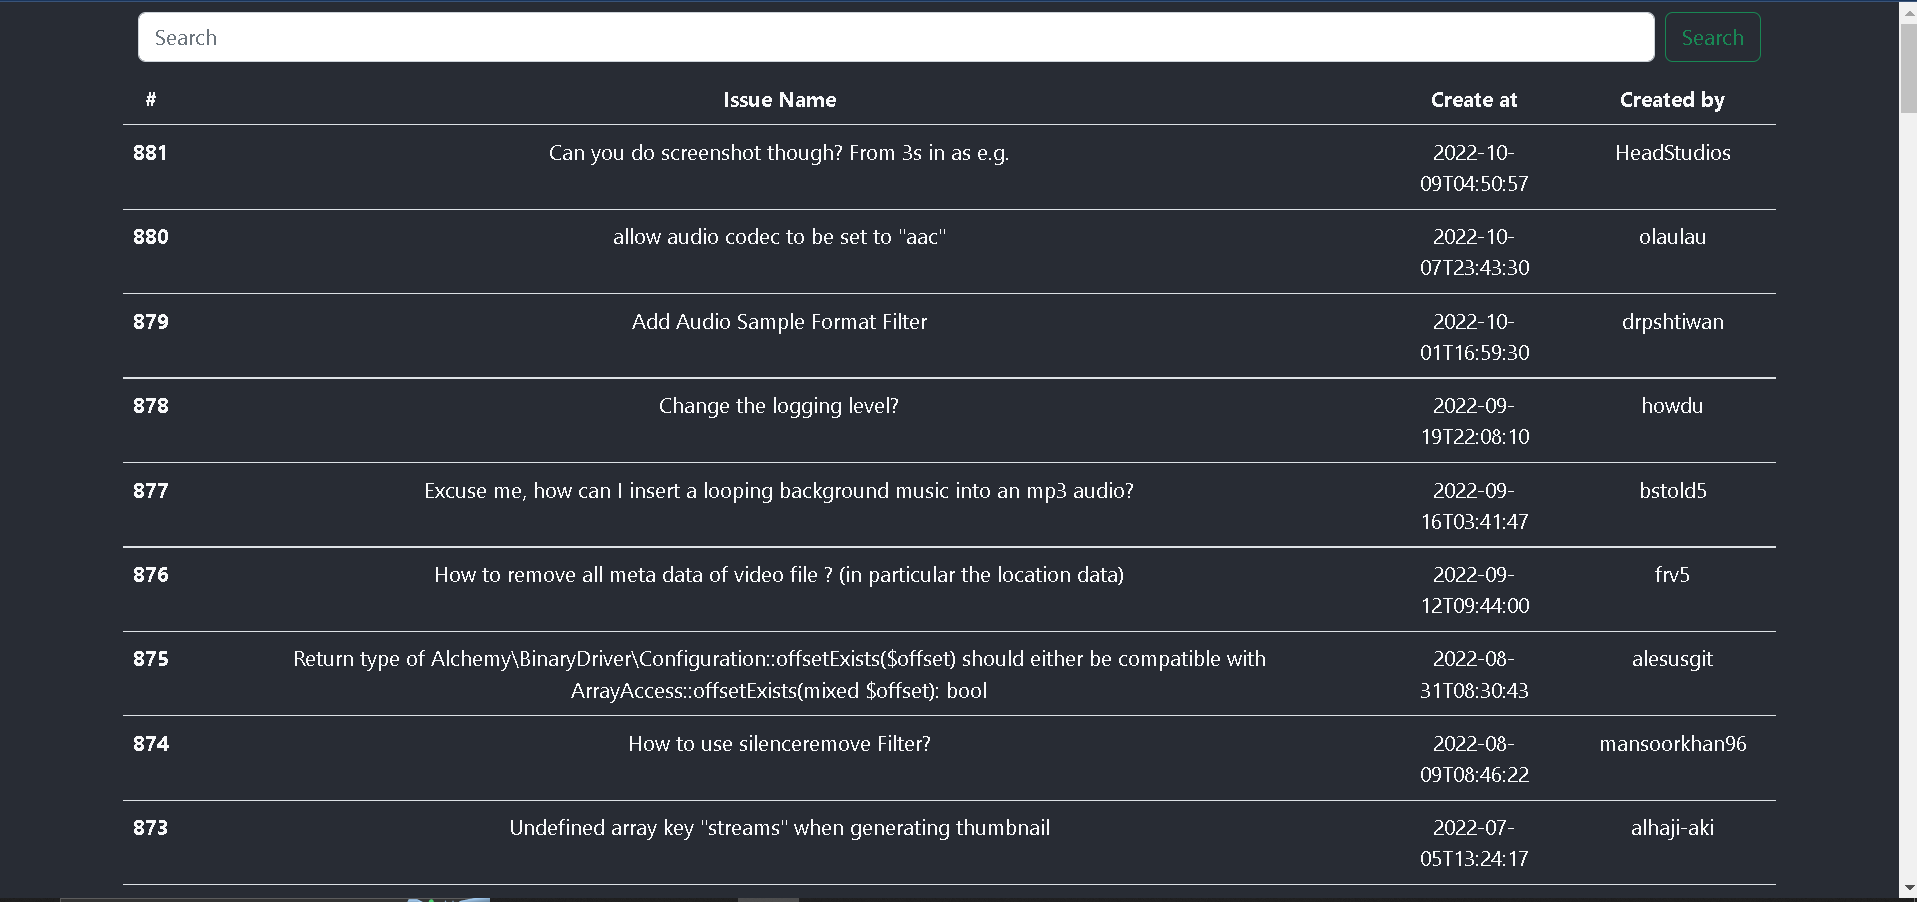 Search Search
# Issue Name Create at Created by
881 Can you do screenshot though? From 3s in as e.g. 2022-10- HeadStudios
09T04:50:57
880 allow audio codec to be set to "aac" 2022-10- olaulau
07T23:43:30
879 Add Audio Sample Format Filter 2022-10- drpshtiwan
01T16:59:30
878 Change the logging level? 2022-09- howdu
19T22:08:10
877 Excuse me, how can I insert a looping background music into an mp3 audio? 2022-09- bstold5
16T03:41:47
876 How to remove all meta data of video file ? (in particular the location data) 2022-09- frv5
12T09:44:00
875 Return type of Alchemy\BinaryDriver\Configuration::offsetExists($offset) should either be compatible with 2022-08- alesusgit
ArrayAccess::offsetExists(mixed $offset): bool 31T08:30:43
874 How to use silenceremove Filter? 2022-08- mansoorkhan96
09T08:46:22
873 Undefined array key "streams" when generating thumbnail 2022-07- alhaji-aki
05T13:24:17